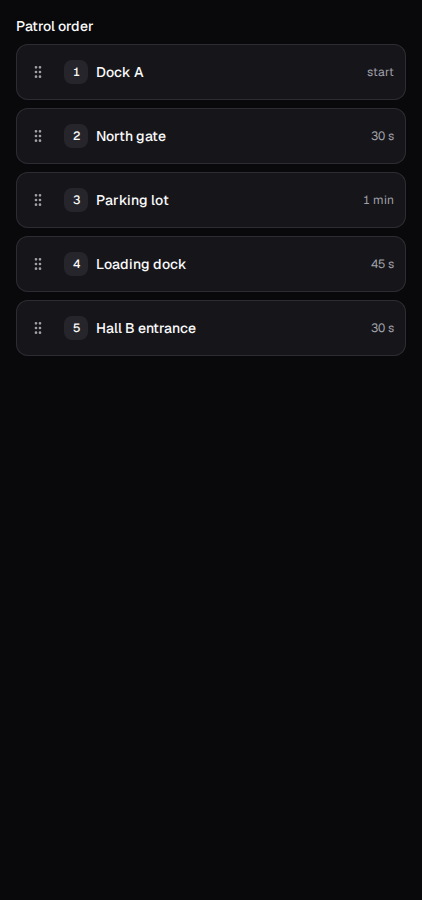 Patrol order
1 Dock A start
2 North gate 30 s
3 Parking lot 1 min
4 Loading dock 45 s
5 Hall B entrance 30 s